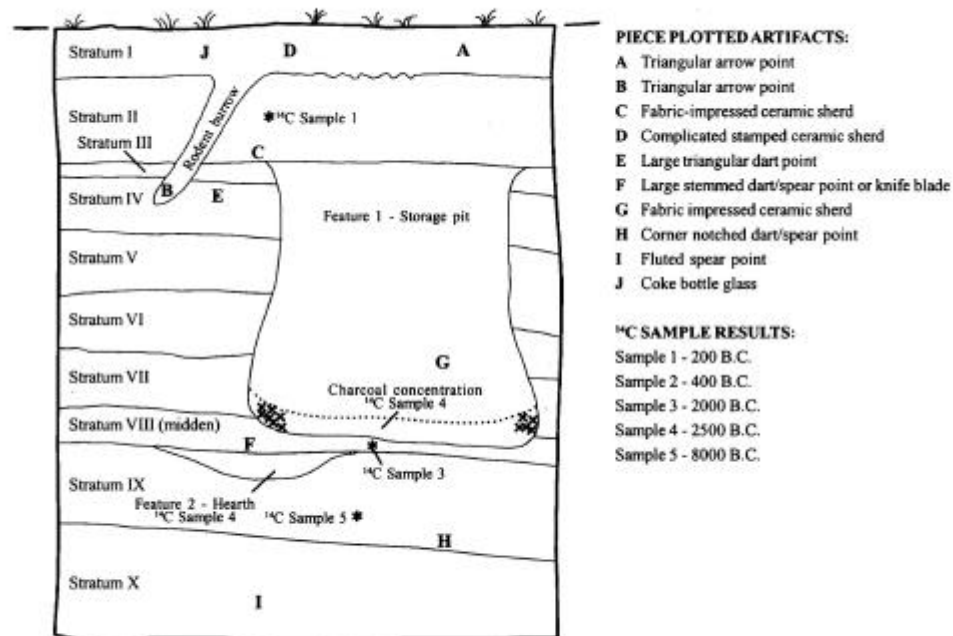 Stratum I
J
D
A
Rodent burrow
Stratum II
* ¹⁴C Sample 1
Stratum III
C
B
E
Stratum IV
Feature 1 - Storage pit
Stratum V
Stratum VI
G
Stratum VII
Charcoal concentration
¹⁴C Sample 4
Stratum VIII (midden)
F
*
¹⁴C Sample 3
Stratum IX
Feature 2 - Hearth
¹⁴C Sample 4
¹⁴C Sample 5 *
H
Stratum X
I
PIECE PLOTTED ARTIFACTS:
A Triangular arrow point
B Triangular arrow point
C Fabric-impressed ceramic sherd
D Complicated stamped ceramic sherd
E Large triangular dart point
F Large stemmed dart/spear point or knife blade
G Fabric impressed ceramic sherd
H Corner notched dart/spear point
I Fluted spear point
J Coke bottle glass
¹⁴C SAMPLE RESULTS:
Sample 1 - 200 B.C.
Sample 2 - 400 B.C.
Sample 3 - 2000 B.C.
Sample 4 - 2500 B.C.
Sample 5 - 8000 B.C.